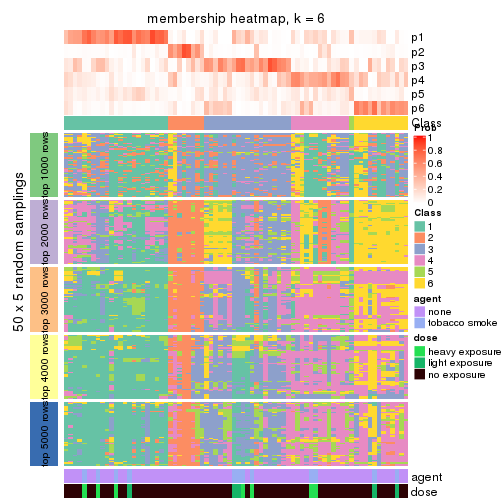 membership heatmap, k = 6
p1
p2
p3
p4
p5
p6
Class
Prob
1
0.8
0.6
0.4
0.2
0
Class
1
2
3
4
5
6
agent
none
tobacco smoke
dose
heavy exposure
light exposure
no exposure
50 x 5 random samplings
top 1000 rows
top 2000 rows
top 3000 rows
top 4000 rows
top 5000 rows
agent
dose